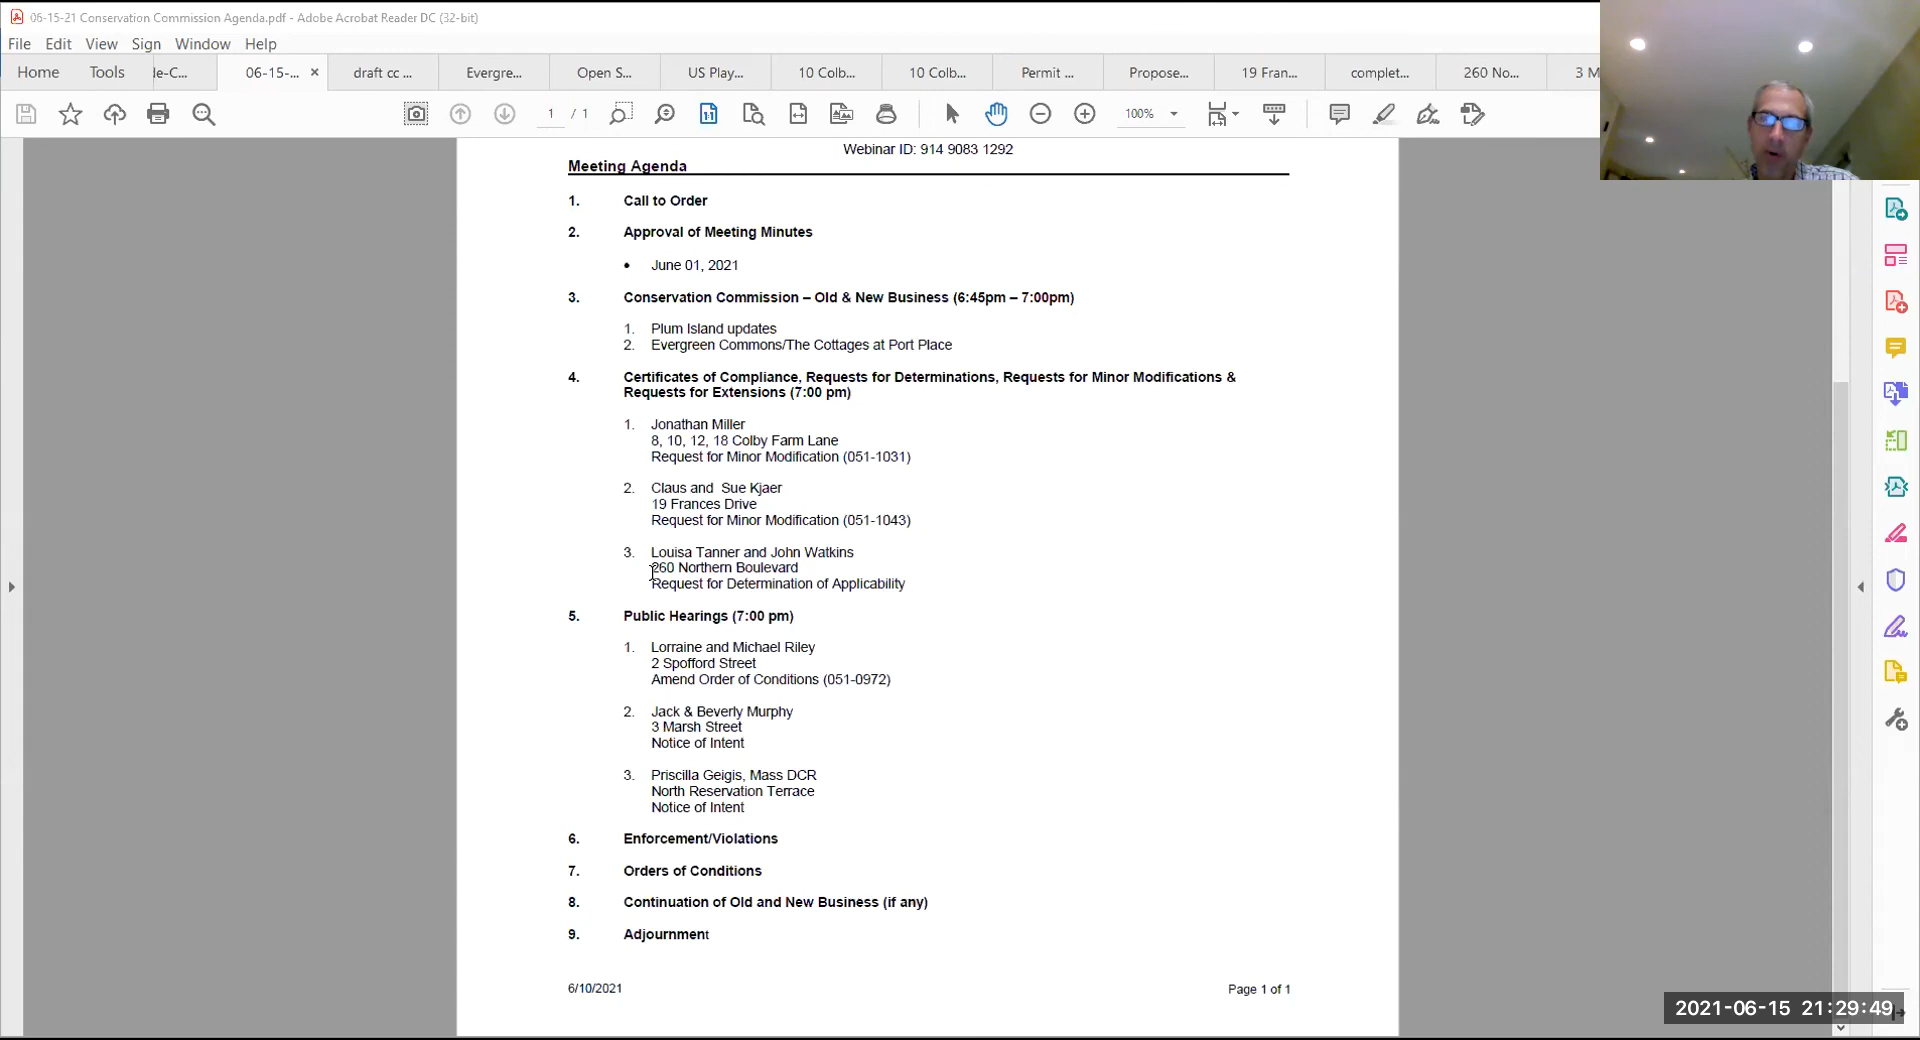 06-15-21 Conservation Commission Agenda.pdf - Adobe Acrobat Reader DC (32-bit)
File Edit View Sign Window Help
Home Tools le-C... 06-15-... × draft cc ... Evergre... Open S... US Play... 10 Colb... 10 Colb... Permit ... Propose... 19 Fran... complet... 260 No... 3 M
1 / 1 100%
Webinar ID: 914 9083 1292
Meeting Agenda
1. Call to Order
2. Approval of Meeting Minutes
• June 01, 2021
3. Conservation Commission – Old & New Business (6:45pm – 7:00pm)
1. Plum Island updates
2. Evergreen Commons/The Cottages at Port Place
4. Certificates of Compliance, Requests for Determinations, Requests for Minor Modifications &
Requests for Extensions (7:00 pm)
1. Jonathan Miller
8, 10, 12, 18 Colby Farm Lane
Request for Minor Modification (051-1031)
2. Claus and Sue Kjaer
19 Frances Drive
Request for Minor Modification (051-1043)
3. Louisa Tanner and John Watkins
260 Northern Boulevard
Request for Determination of Applicability
5. Public Hearings (7:00 pm)
1. Lorraine and Michael Riley
2 Spofford Street
Amend Order of Conditions (051-0972)
2. Jack & Beverly Murphy
3 Marsh Street
Notice of Intent
3. Priscilla Geigis, Mass DCR
North Reservation Terrace
Notice of Intent
6. Enforcement/Violations
7. Orders of Conditions
8. Continuation of Old and New Business (if any)
9. Adjournment
6/10/2021 Page 1 of 1
2021-06-15 21:29:49